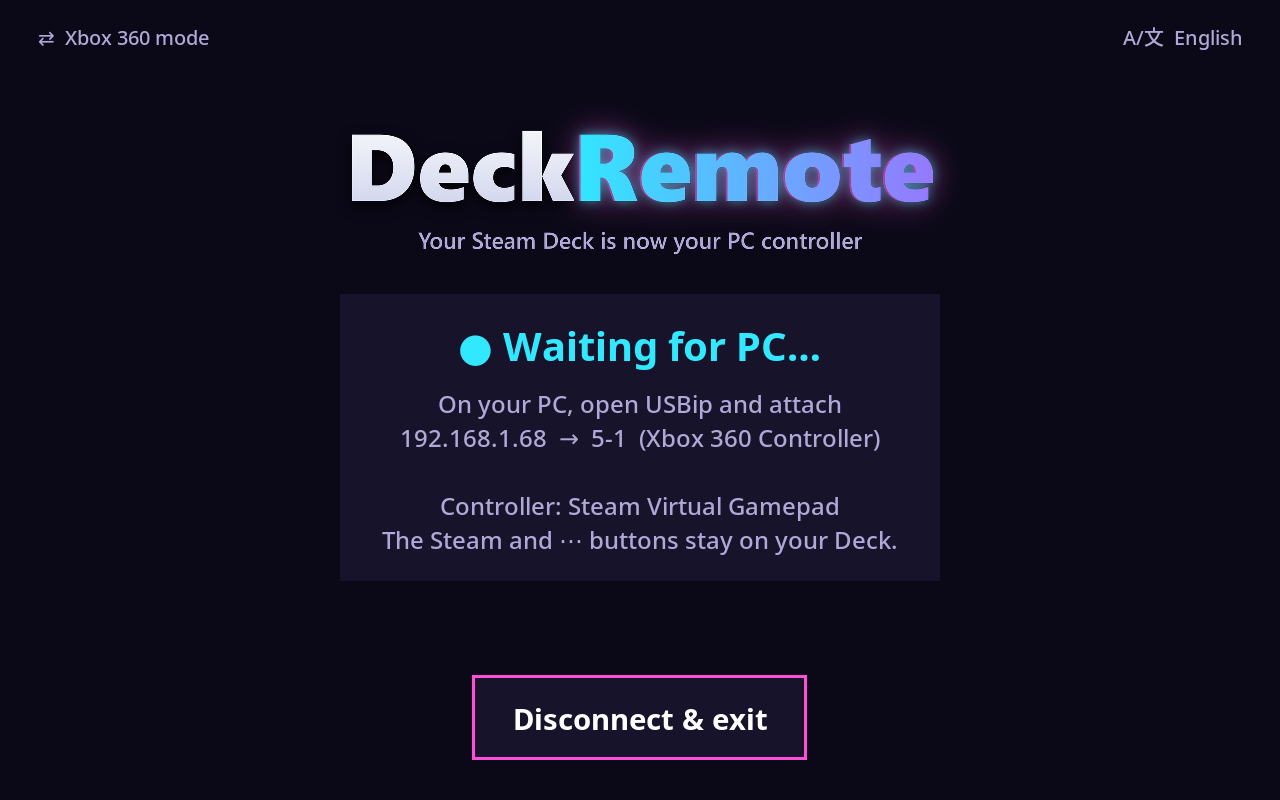 ⇄ Xbox 360 mode
A/文 English
DeckRemote
Your Steam Deck is now your PC controller
● Waiting for PC...
On your PC, open USBip and attach
192.168.1.68 → 5-1 (Xbox 360 Controller)
Controller: Steam Virtual Gamepad
The Steam and ··· buttons stay on your Deck.
Disconnect & exit